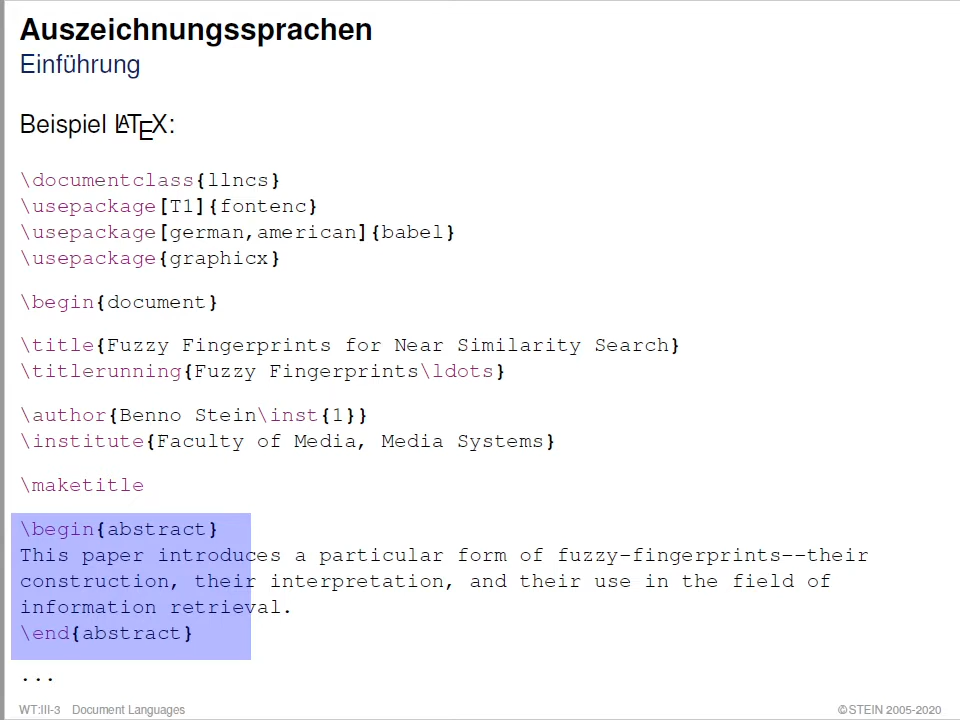 Auszeichnungssprachen
Einführung
Beispiel LATEX:
\documentclass{llncs}
\usepackage[T1]{fontenc}
\usepackage[german,american]{babel}
\usepackage{graphicx}
\begin{document}
\title{Fuzzy Fingerprints for Near Similarity Search}
\titlerunning{Fuzzy Fingerprints\ldots}
\author{Benno Stein\inst{1}}
\institute{Faculty of Media, Media Systems}
\maketitle
\begin{abstract}
This paper introduces a particular form of fuzzy-fingerprints--their
construction, their interpretation, and their use in the field of
information retrieval.
\end{abstract}
...
WT:III-3 Document Languages ©STEIN 2005-2020